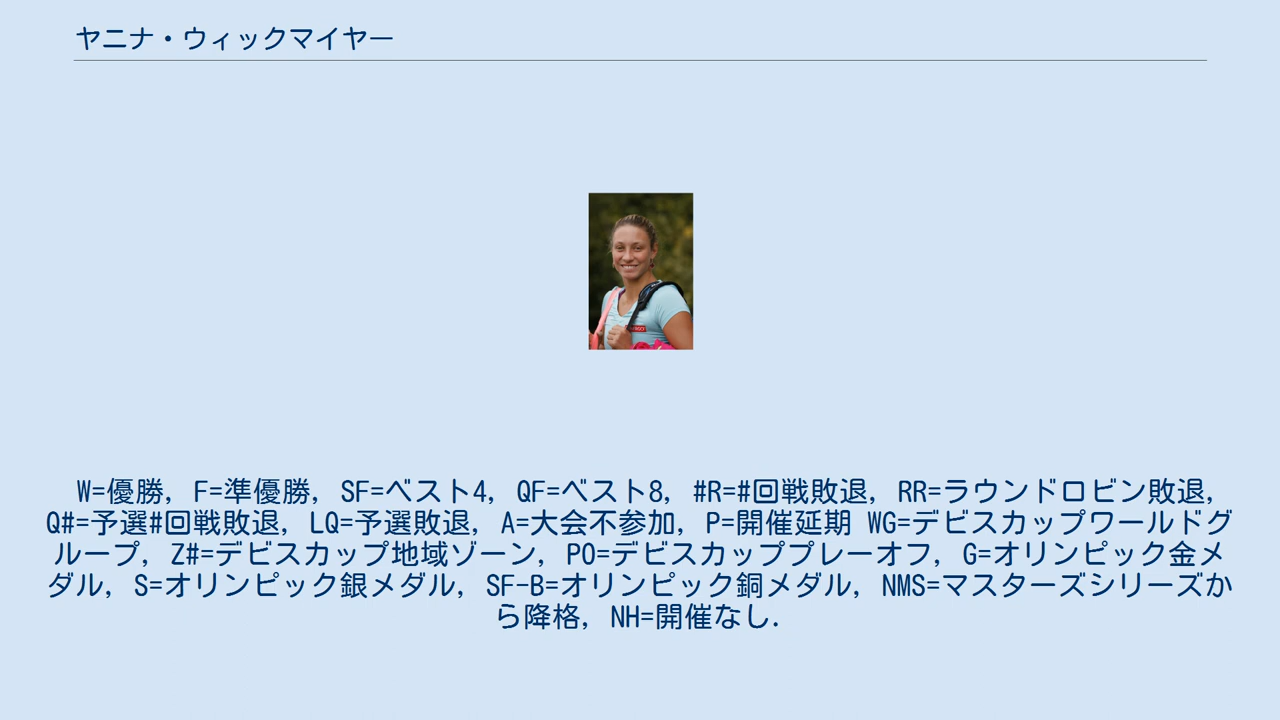 ヤニナ・ウィックマイヤー
W=優勝, F=準優勝, SF=ベスト4, QF=ベスト8, #R=#回戦敗退, RR=ラウンドロビン敗退,
Q#=予選#回戦敗退, LQ=予選敗退, A=大会不参加, P=開催延期 WG=デビスカップワールドグ
ループ, Z#=デビスカップ地域ゾーン, PO=デビスカッププレーオフ, G=オリンピック金メ
ダル, S=オリンピック銀メダル, SF-B=オリンピック銅メダル, NMS=マスターズシリーズか
ら降格, NH=開催なし.